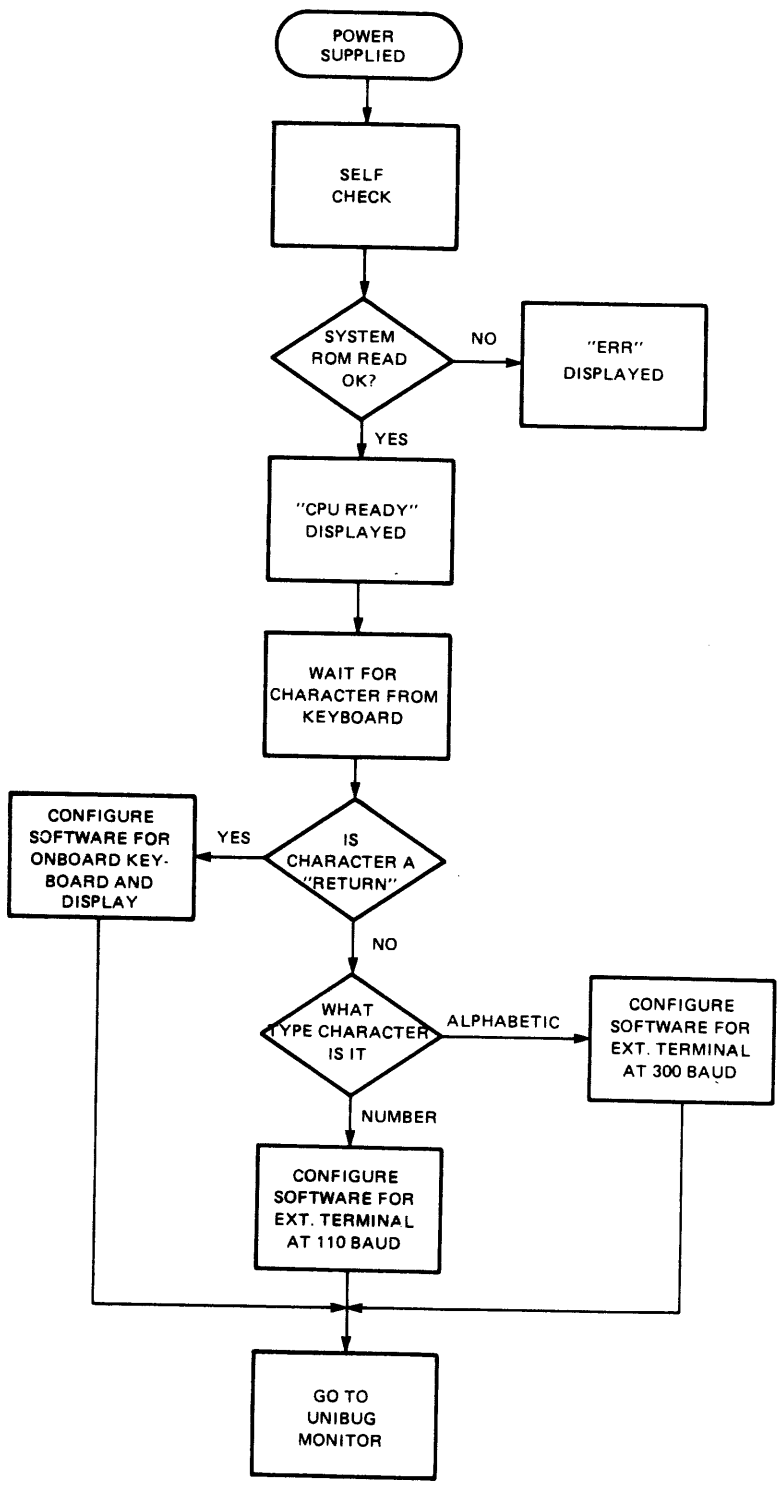 POWER
SUPPLIED
SELF
CHECK
SYSTEM
ROM READ
OK?
NO
"ERR"
DISPLAYED
YES
"CPU READY"
DISPLAYED
WAIT FOR
CHARACTER FROM
KEYBOARD
IS
CHARACTER A
"RETURN"
YES
CONFIGURE
SOFTWARE FOR
ONBOARD KEY-
BOARD AND
DISPLAY
NO
WHAT
TYPE CHARACTER
IS IT
ALPHABETIC
CONFIGURE
SOFTWARE FOR
EXT. TERMINAL
AT 300 BAUD
NUMBER
CONFIGURE
SOFTWARE FOR
EXT. TERMINAL
AT 110 BAUD
GO TO
UNIBUG
MONITOR